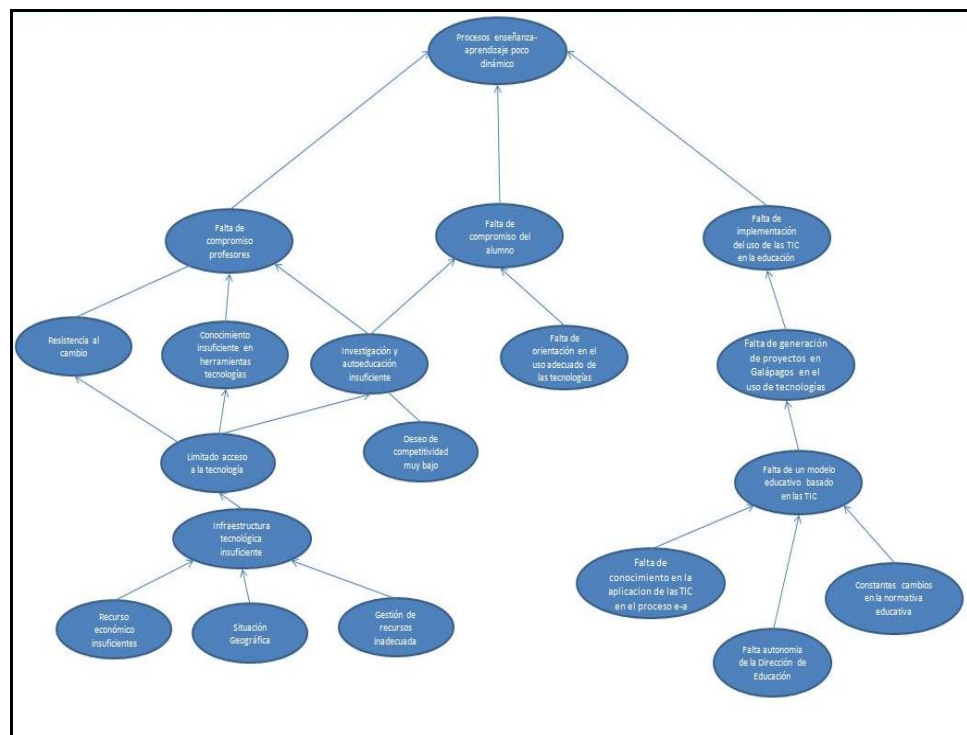 Procesos enseñanza-
aprendizaje poco
dinámico
Falta de
compromiso
profesores
Falta de
compromiso del
alumno
Falta de
implementación
del uso de las TIC
en la educación
Resistencia al
cambio
Conocimiento
insuficiente en
herramientas
tecnologías
Investigación y
autoeducación
insuficiente
Falta de
orientación en el
uso adecuado de
las tecnologías
Falta de generación
de proyectos en
Galápagos en el
uso de tecnologías
Limitado acceso
a la tecnología
Deseo de
competitividad
muy bajo
Falta de un modelo
educativo basado
en las TIC
Infraestructura
tecnológica
insuficiente
Falta de
conocimiento en la
aplicacion de las TIC
en el proceso e-a
Constantes cambios
en la normativa
educativa
Recurso
económico
insuficientes
Situación
Geográfica
Gestión de
recursos
inadecuada
Falta autonomía
de la Dirección de
Educación